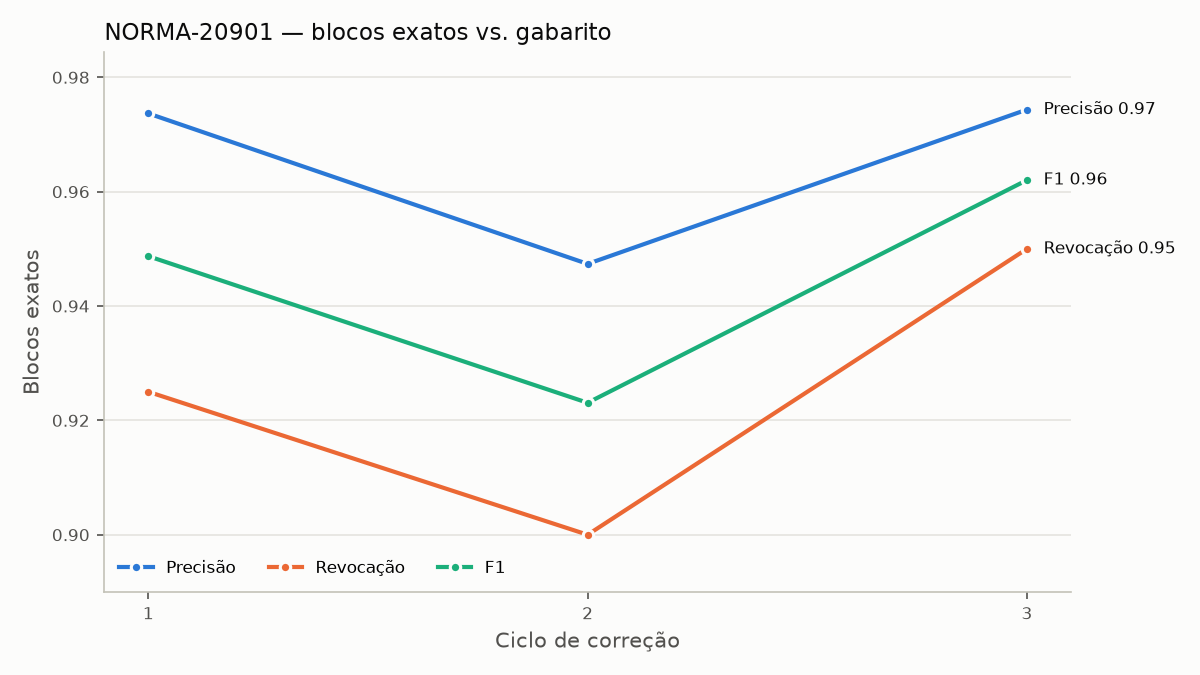 NORMA-20901 — blocos exatos vs. gabarito
Blocos exatos
0.98
0.96
0.94
0.92
0.90
Precisão 0.97
F1 0.96
Revocação 0.95
Precisão
Revocação
F1
1
2
3
Ciclo de correção